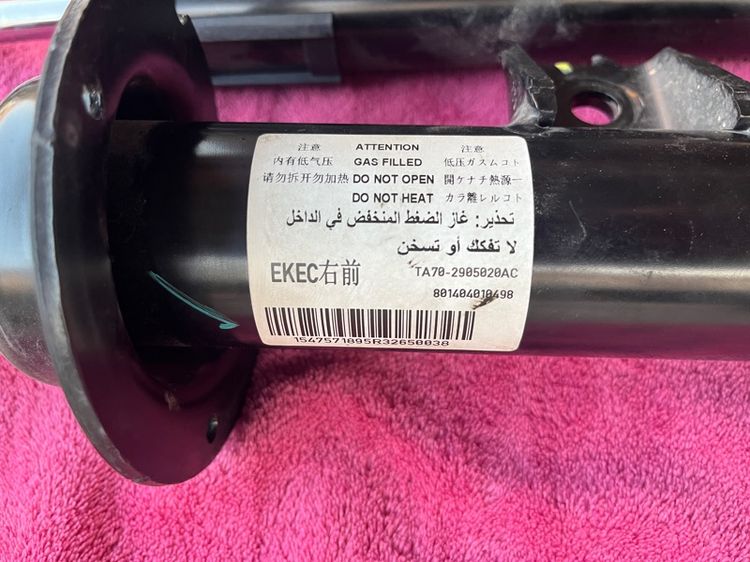 注意 ATTENTION 注意
内有低气压 GAS FILLED 低圧ガスムコト
请勿拆开勿加热 DO NOT OPEN 開ケナチ熱源一
DO NOT HEAT カラ離レルコト
تحذير: غاز الضغط المنخفض في الداخل
لا تفكك أو تسخن
EKEC右前 TA70-2905020AC
801404010498
1547571895R32650038